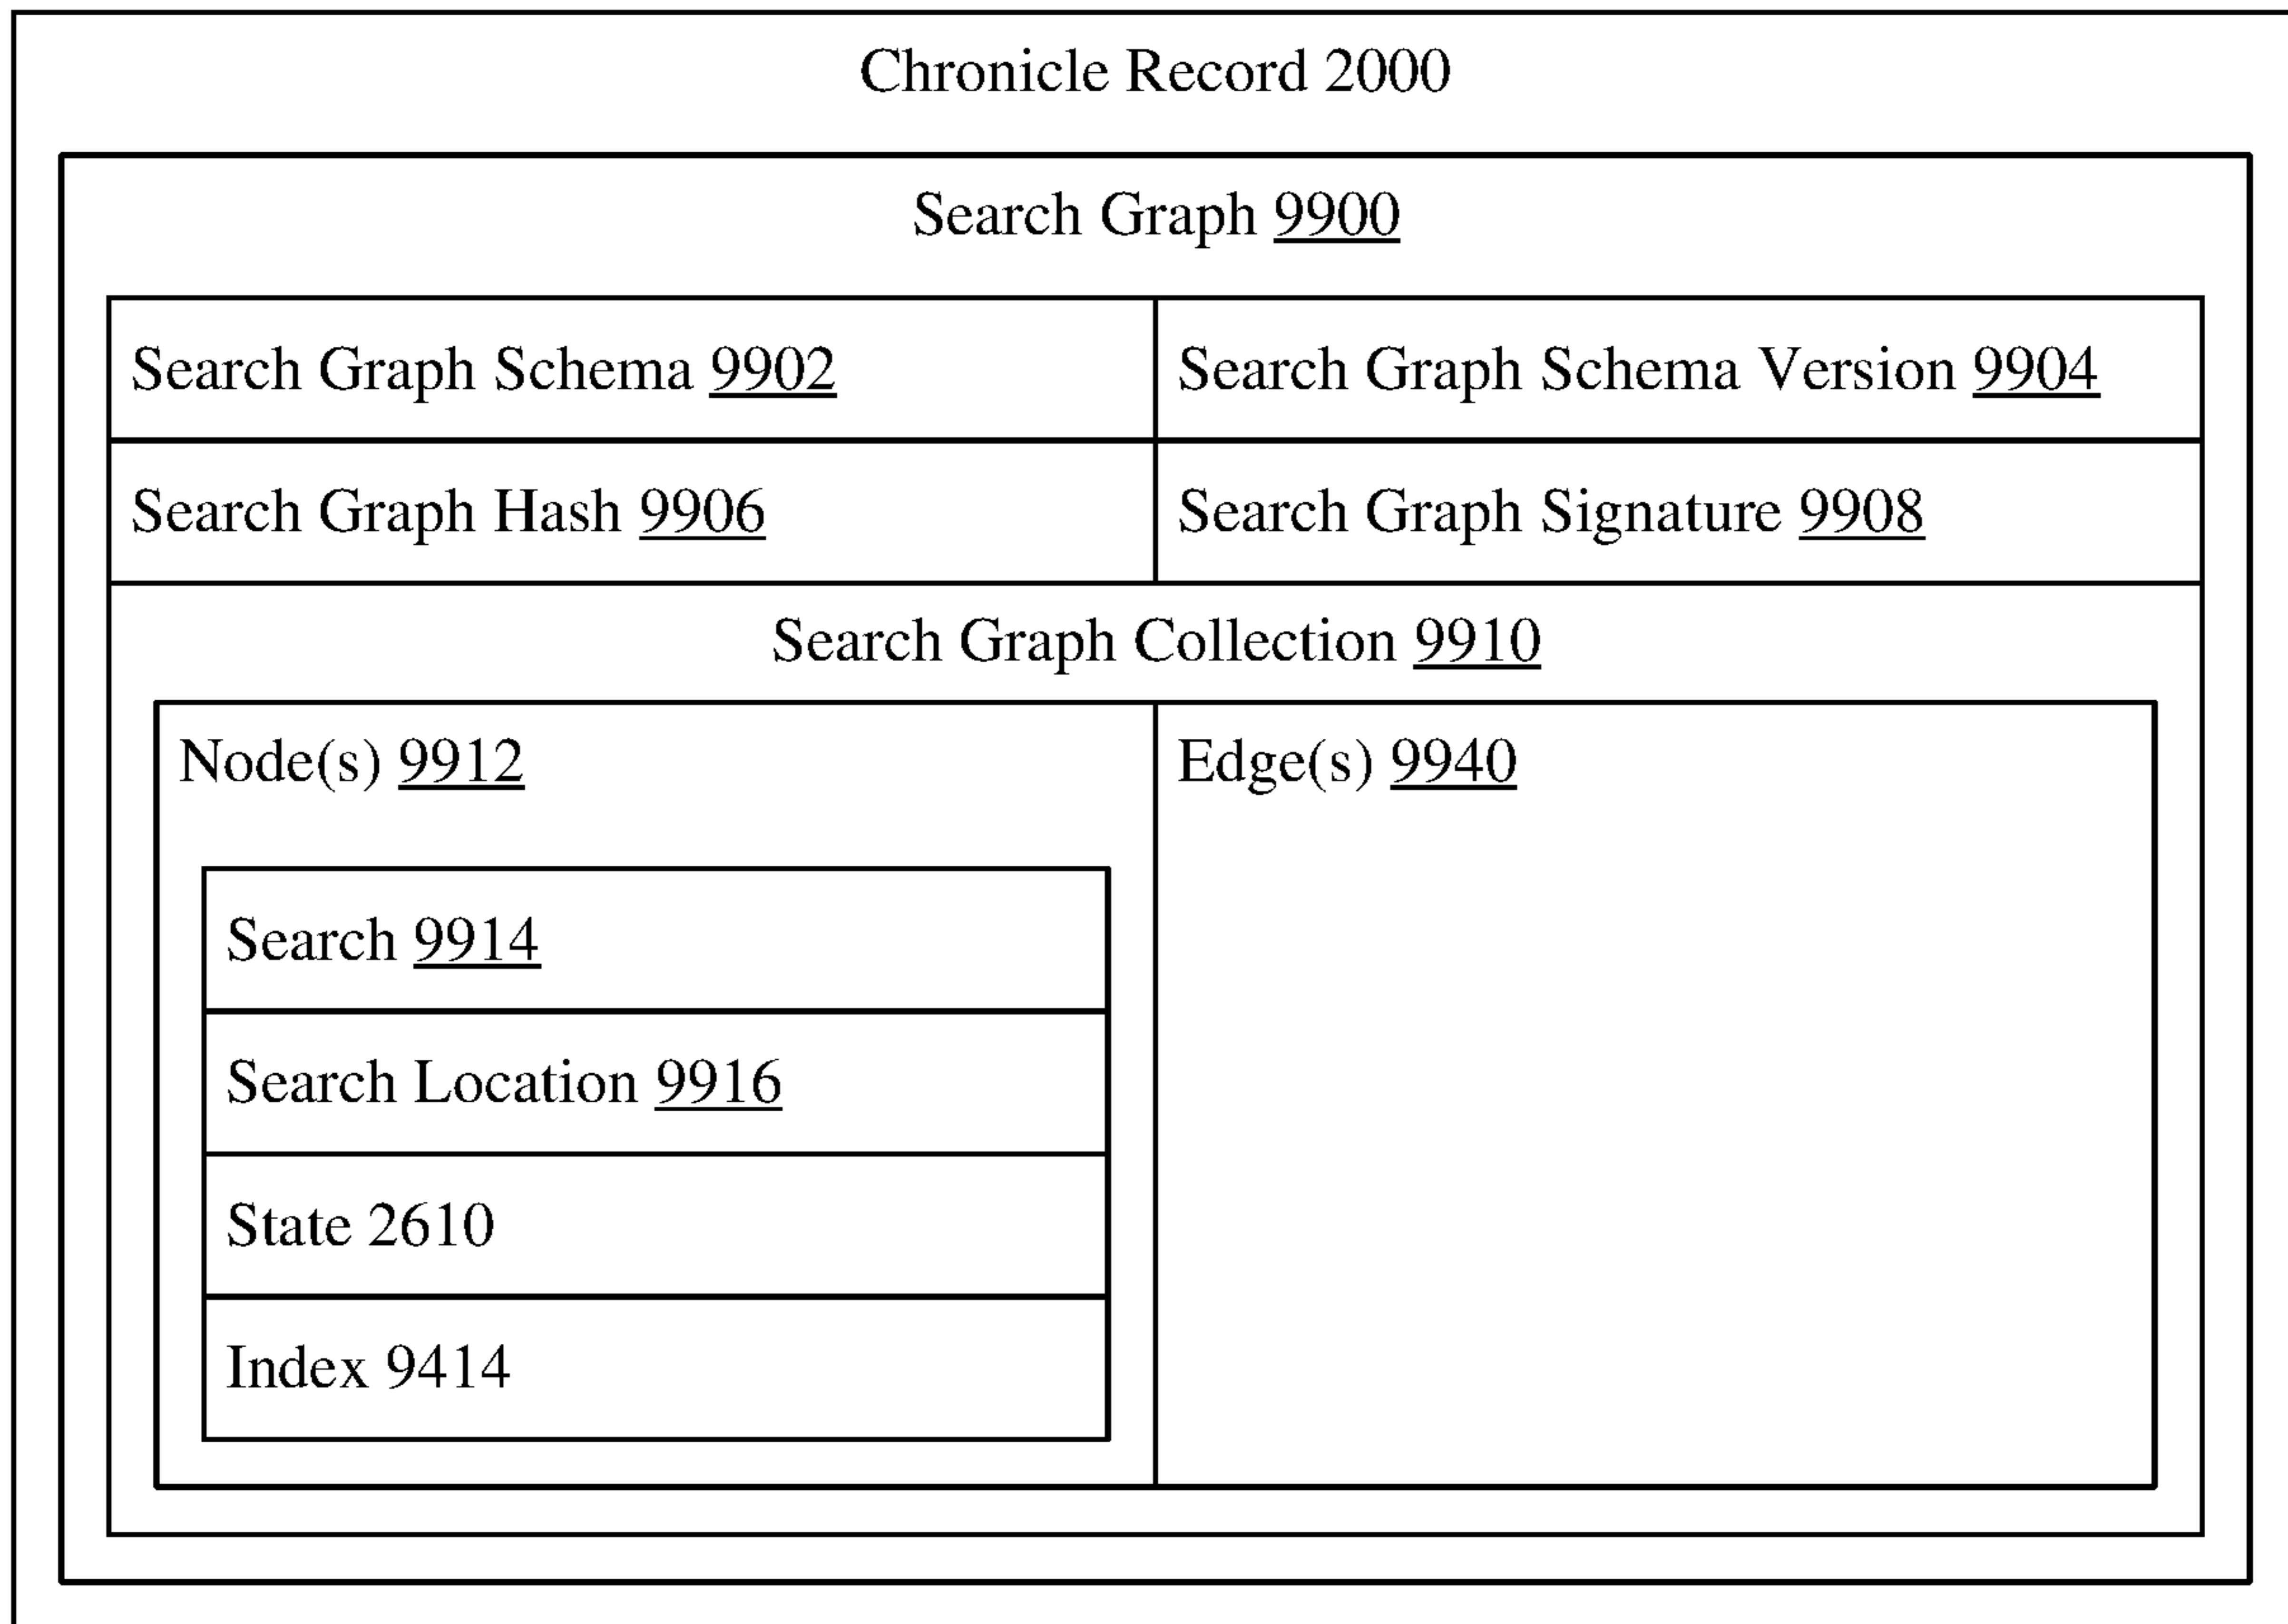 Chronicle Record 2000
Search Graph 9900
Search Graph Schema 9902
Search Graph Schema Version 9904
Search Graph Hash 9906
Search Graph Signature 9908
Search Graph Collection 9910
Node(s) 9912
Edge(s) 9940
Search 9914
Search Location 9916
State 2610
Index 9414